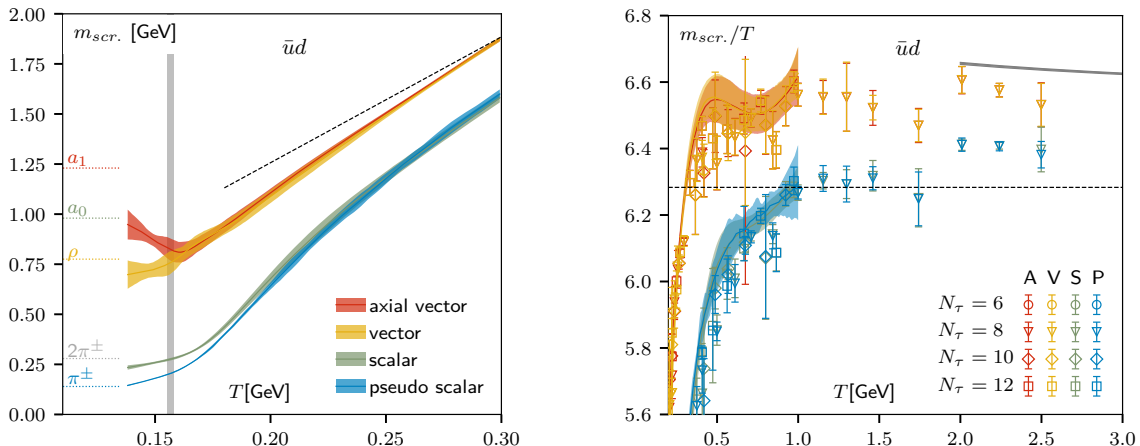 m_{scr.} [GeV]
ūd
2.00
1.75
1.50
1.25
1.00
0.75
0.50
0.25
0.00
a_1
a_0
ρ
2π^±
π^±
axial vector
vector
scalar
pseudo scalar
T[GeV]
0.15
0.20
0.25
0.30
m_{scr.}/T
ūd
6.8
6.6
6.4
6.2
6.0
5.8
5.6
A V S P
N_τ = 6
N_τ = 8
N_τ = 10
N_τ = 12
T[GeV]
0.5
1.0
1.5
2.0
2.5
3.0